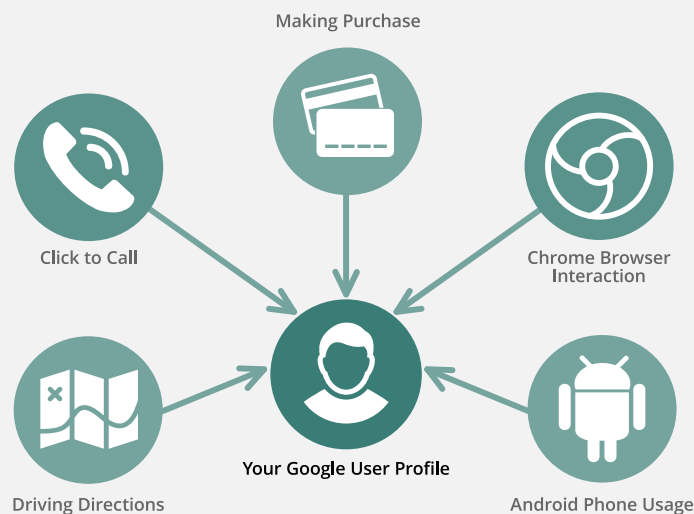 Making Purchase
Click to Call
Chrome Browser
Interaction
Your Google User Profile
Driving Directions
Android Phone Usage